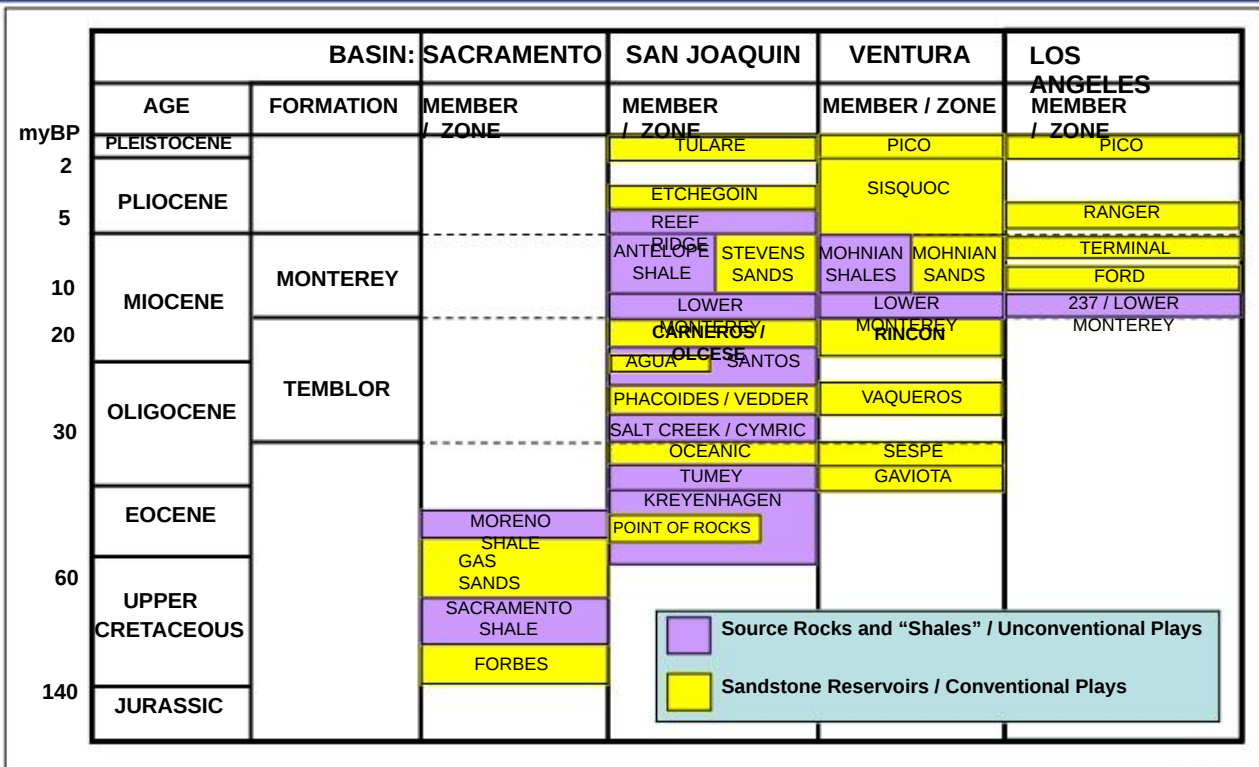 BASIN: SACRAMENTO SAN JOAQUIN VENTURA LOS
ANGELES
AGE FORMATION MEMBER / ZONE MEMBER / ZONE MEMBER / ZONE MEMBER / ZONE
myBP
PLEISTOCENE
2
PLIOCENE
5
MIOCENE
10
20
OLIGOCENE
30
EOCENE
60
UPPER
CRETACEOUS
140
JURASSIC
MONTEREY
TEMBLOR
MORENO
SHALE
GAS
SANDS
SACRAMENTO
SHALE
FORBES
TULARE
ETCHEGOIN
REEF
RIDGE
ANTELOPE
SHALE
STEVENS
SANDS
LOWER
MONTEREY
CARNEROS /
OLCESE
AGUA SANTOS
PHACOIDES / VEDDER
SALT CREEK / CYMRIC
OCEANIC
TUMEY
KREYENHAGEN
POINT OF ROCKS
PICO
SISQUOC
MOHNIAN
SHALES
MOHNIAN
SANDS
LOWER
MONTEREY
RINCON
VAQUEROS
SESPE
GAVIOTA
PICO
RANGER
TERMINAL
FORD
237 / LOWER
MONTEREY
Source Rocks and “Shales” / Unconventional Plays
Sandstone Reservoirs / Conventional Plays